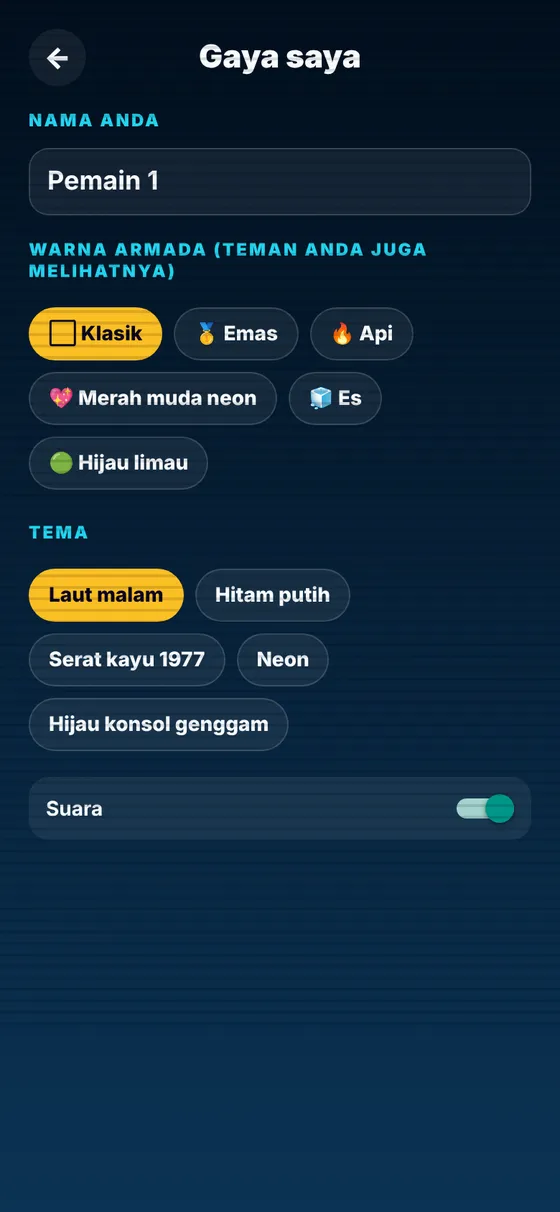 Gaya saya
NAMA ANDA
Pemain 1
WARNA ARMADA (TEMAN ANDA JUGA
MELIHATNYA)
Klasik
🥇 Emas
🔥 Api
💖 Merah muda neon
🧊 Es
🟢 Hijau limau
TEMA
Laut malam
Hitam putih
Serat kayu 1977
Neon
Hijau konsol genggam
Suara